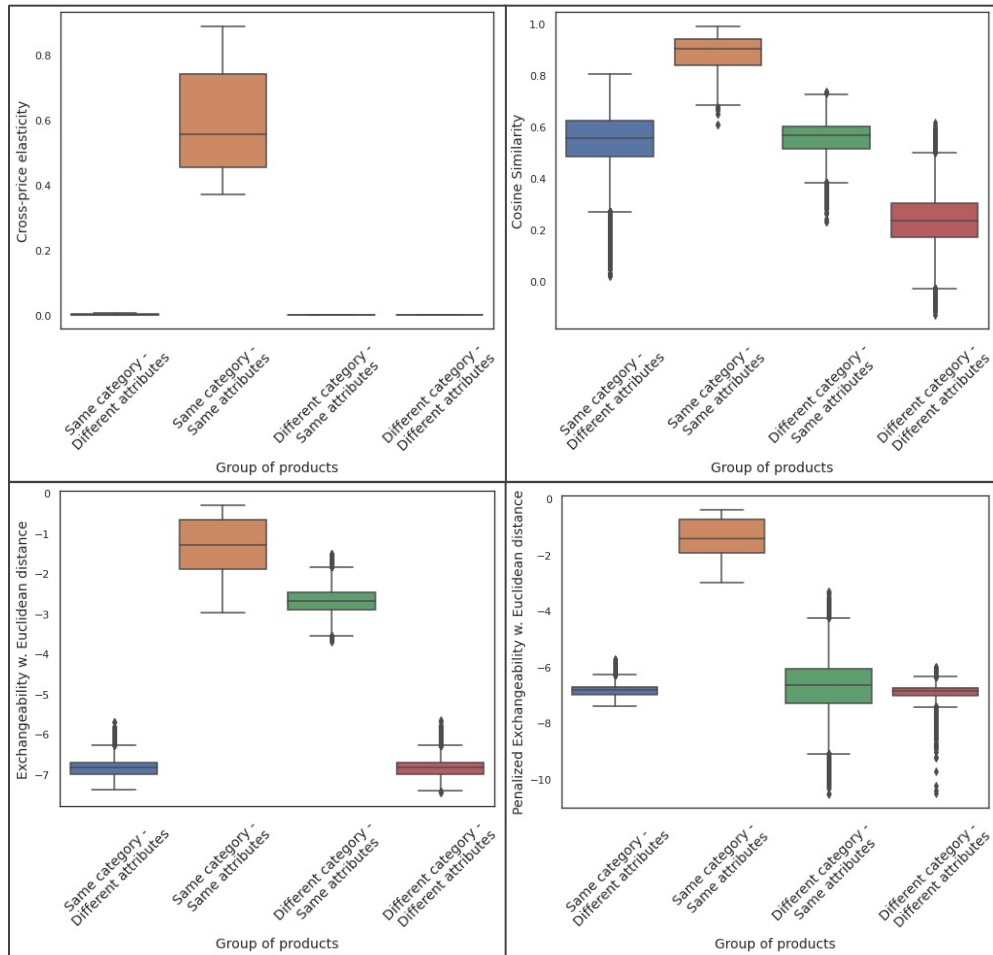 Cross-price elasticity
0.8
0.6
0.4
0.2
0.0
Same category -
Different attributes
Same category -
Same attributes
Different category -
Same attributes
Different category -
Different attributes
Group of products
Cosine Similarity
1.0
0.8
0.6
0.4
0.2
0.0
Same category -
Different attributes
Same category -
Same attributes
Different category -
Same attributes
Different category -
Different attributes
Group of products
Exchangeability w. Euclidean distance
0
−1
−2
−3
−4
−5
−6
−7
Same category -
Different attributes
Same category -
Same attributes
Different category -
Same attributes
Different category -
Different attributes
Group of products
Penalized Exchangeability w. Euclidean distance
0
−2
−4
−6
−8
−10
Same category -
Different attributes
Same category -
Same attributes
Different category -
Same attributes
Different category -
Different attributes
Group of products